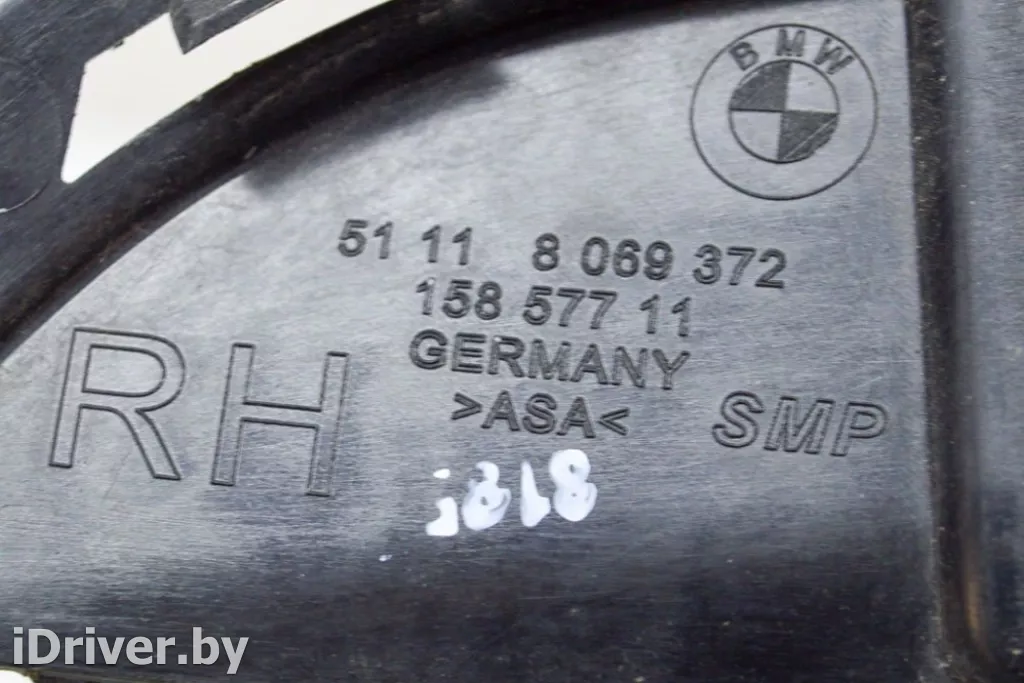 BMW
51 11 8 069 372
158 577 11
GERMANY
>ASA<
SMP
RH
iDriver.by